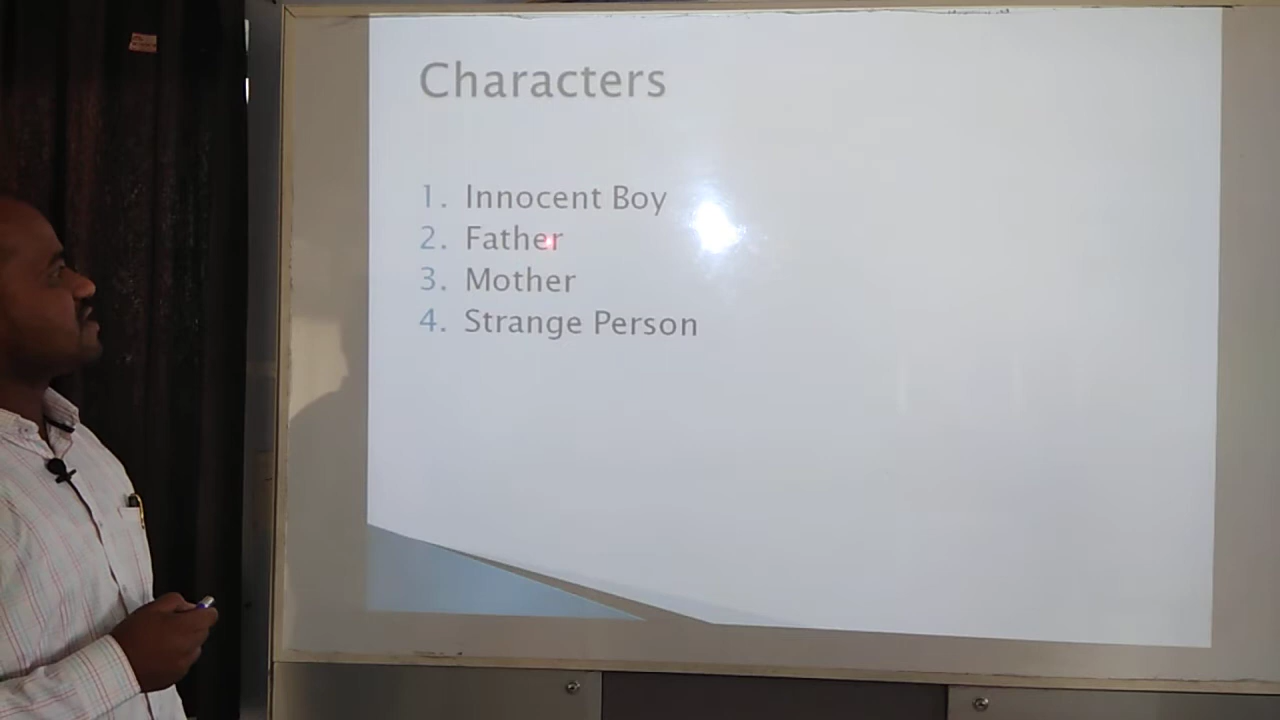 Characters
1. Innocent Boy
2. Father
3. Mother
4. Strange Person